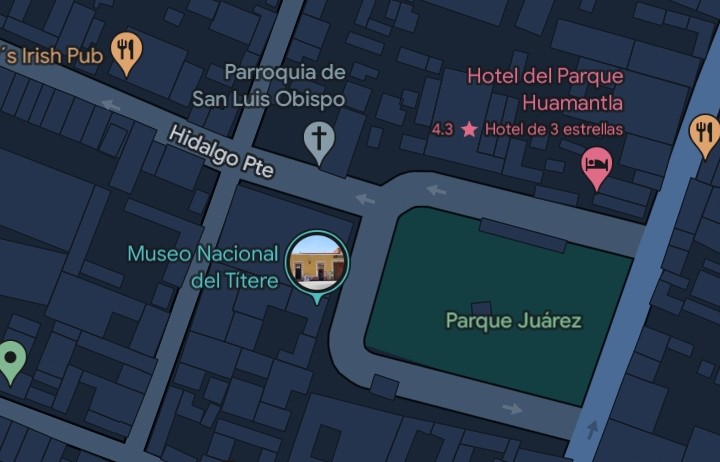 ´s Irish Pub
Parroquia de
San Luis Obispo
Hotel del Parque
Huamantla
4.3 ★ Hotel de 3 estrellas
Hidalgo Pte
Museo Nacional
del Títere
Parque Juárez